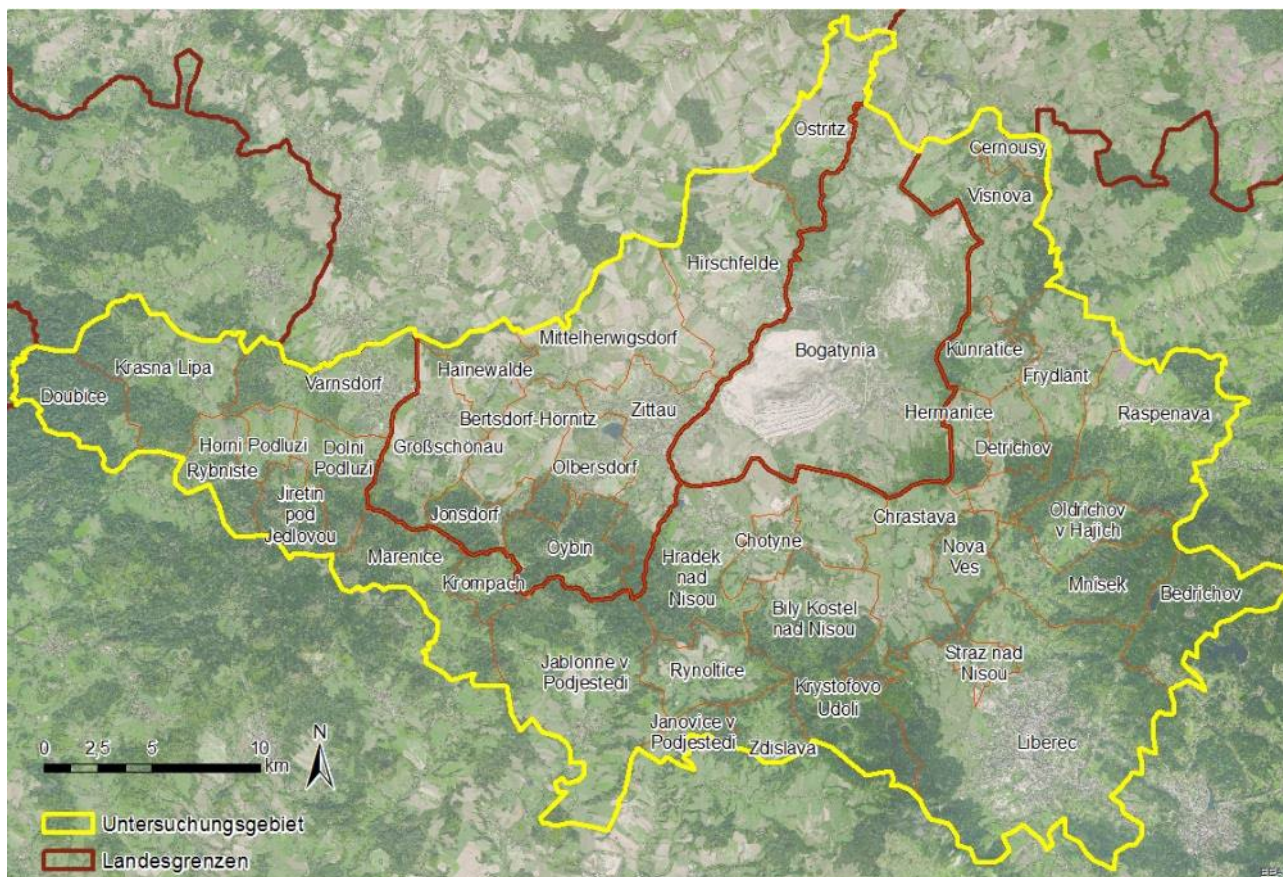 Ostritz
Cernousy
Visnova
Hirschfelde
Mittelherwigsdorf
Bogatynia
Kunratice
Krasna Lipa
Hainewalde
Frydlant
Varnsdorf
Doubice
Zittau
Hermanice
Raspenava
Bertsdorf-Hörnitz
Horni Podluzi
Dolni
Podluzi
Großschönau
Detrichov
Rybniste
Olbersdorf
Jiretin
pod
Jedlovou
Jonsdorf
Chrastava
Oldrichov
v Hajich
Chotyne
Oybin
Marenice
Hradek
nad
Nisou
Nova
Ves
Krompach
Mnisek
Bedrichov
Bily Kostel
nad Nisou
Straz nad
Nisou
Jablonne v
Podjestedi
Rynoltice
Krystofovo
Udoli
Janovice v
Podjestedi
Zdislava
Liberec
N
0 2,5 5 10
km
Untersuchungsgebiet
Landesgrenzen